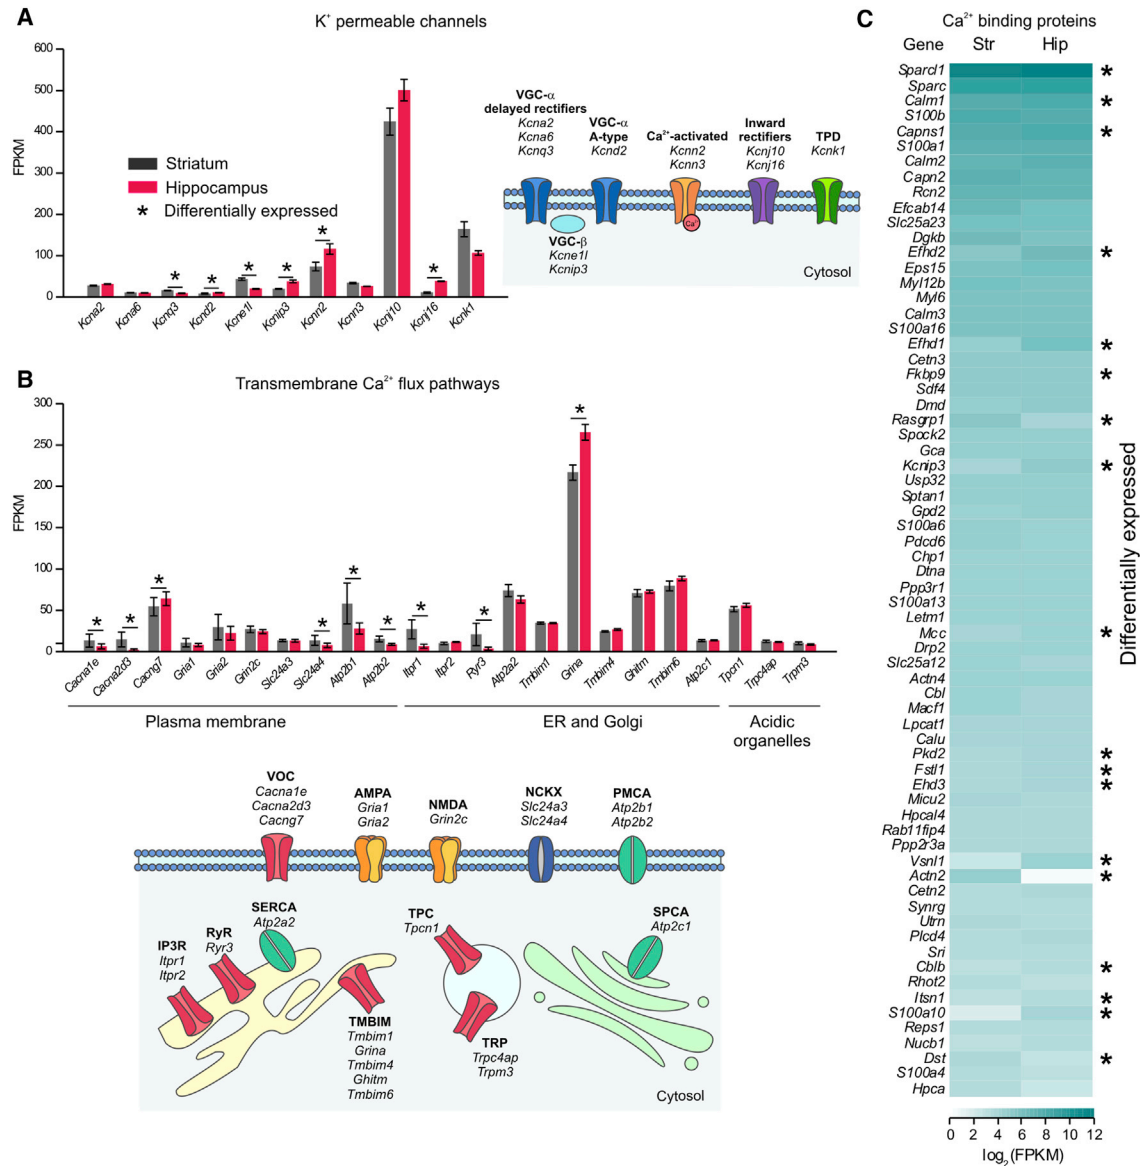 A
K+ permeable channels
FPKM
600
500
400
300
200
100
0
Striatum
Hippocampus
* Differentially expressed
*
*
*
*
*
*
Kcna2
Kcna6
Kcnq3
Kcnd2
Kcne1l
Kcnip3
Kcnn2
Kcnn3
Kcnj10
Kcnj16
Kcnk1
VGC-α
delayed rectifiers
Kcna2
Kcna6
Kcnq3
VGC-α
A-type
Kcnd2
Ca2+-activated
Kcnn2
Kcnn3
Inward
rectifiers
Kcnj10
Kcnj16
TPD
Kcnk1
Ca2+
VGC-β
Kcne1l
Kcnip3
Cytosol
B
Transmembrane Ca2+ flux pathways
FPKM
300
250
200
150
100
50
0
*
*
*
*
*
*
*
*
*
Cacna1e
Cacna2d3
Cacng7
Gria1
Gria2
Grin2c
Slc24a3
Slc24a4
Atp2b1
Atp2b2
Itpr1
Itpr2
Ryr3
Atp2a2
Tmbim1
Grina
Tmbim4
Ghitm
Tmbim6
Atp2c1
Tpcn1
Trpc4ap
Trpm3
Plasma membrane
ER and Golgi
Acidic
organelles
VOC
Cacna1e
Cacna2d3
Cacng7
AMPA
Gria1
Gria2
NMDA
Grin2c
NCKX
Slc24a3
Slc24a4
PMCA
Atp2b1
Atp2b2
IP3R
Itpr1
Itpr2
RyR
Ryr3
SERCA
Atp2a2
TMBIM
Tmbim1
Grina
Tmbim4
Ghitm
Tmbim6
TPC
Tpcn1
TRP
Trpc4ap
Trpm3
SPCA
Atp2c1
Cytosol
C
Ca2+ binding proteins
Gene Str Hip
Sparcl1 *
Sparc
Calm1 *
S100b
Capns1 *
S100a1
Calm2
Capn2
Rcn2
Efcab14
Slc25a23
Dgkb
Efhd2 *
Eps15
Myl12b
Myl6
Calm3
S100a16
Efhd1 *
Cetn3
Fkbp9 *
Sdf4
Dmd
Rasgrp1 *
Spock2
Gca
Kcnip3 *
Usp32
Sptan1
Gpd2
S100a6
Pdcd6
Chp1
Dtna
Ppp3r1
S100a13
Letm1
Mcc *
Drp2
Slc25a12
Actn4
Cbl
Macf1
Lpcat1
Calu
Pkd2 *
Fstl1 *
Ehd3 *
Micu2
Hpcal4
Rab11fip4
Ppp2r3a
Vsnl1 *
Actn2 *
Cetn2
Synrg
Utrn
Plcd4
Sri
Cblb *
Rhot2
Itsn1 *
S100a10 *
Reps1
Nucb1
Dst *
S100a4
Hpca
Differentially expressed
0 2 4 6 8 10 12
log2(FPKM)